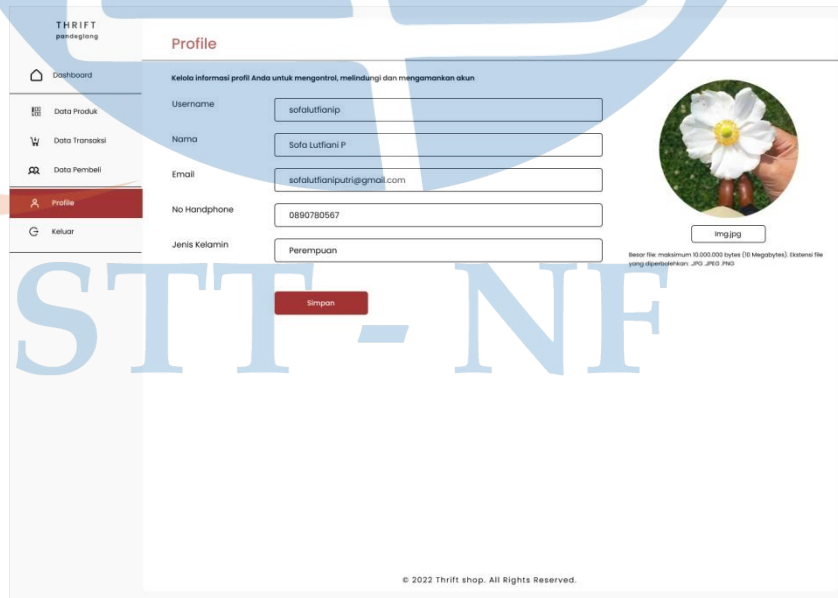 THRIFT
pandeglang
Dashboard
Data Produk
Data Transaksi
Data Pembeli
Profile
Keluar
Profile
Kelola informasi profil Anda untuk mengontrol, melindungi dan mengamankan akun
Username
sofalutfianip
Nama
Sofa Lutfiani P
Email
sofalutfianiputri@gmail.com
No Handphone
0890780567
Jenis Kelamin
Perempuan
Simpan
Img.jpg
Besar file: maksimum 10.000.000 bytes (10 Megabytes). Ekstensi file
yang diperbolehkan: .JPG .JPEG .PNG
STT - NF
© 2022 Thrift shop. All Rights Reserved.